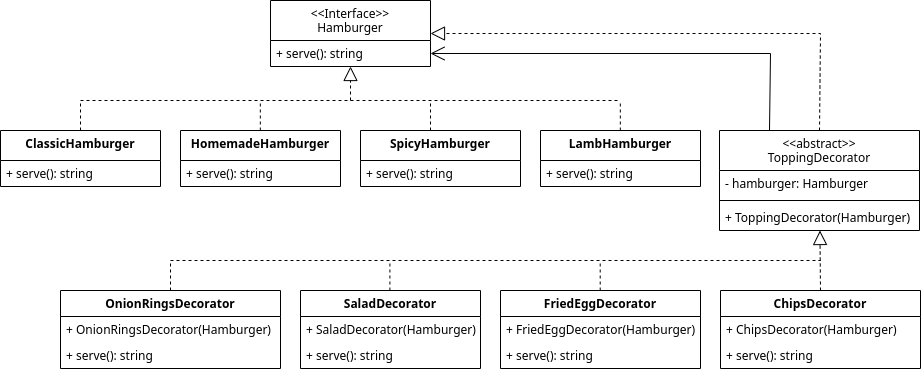 <<Interface>>
Hamburger
+ serve(): string
ClassicHamburger
+ serve(): string
HomemadeHamburger
+ serve(): string
SpicyHamburger
+ serve(): string
LambHamburger
+ serve(): string
<<abstract>>
ToppingDecorator
- hamburger: Hamburger
+ ToppingDecorator(Hamburger)
OnionRingsDecorator
+ OnionRingsDecorator(Hamburger)
+ serve(): string
SaladDecorator
+ SaladDecorator(Hamburger)
+ serve(): string
FriedEggDecorator
+ FriedEggDecorator(Hamburger)
+ serve(): string
ChipsDecorator
+ ChipsDecorator(Hamburger)
+ serve(): string